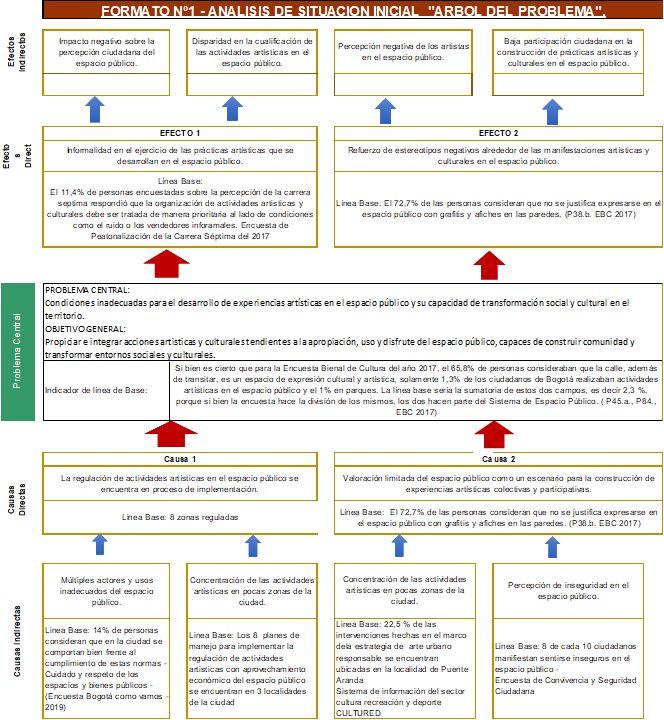 FORMATO Nº1 - ANALISIS DE SITUACION INICIAL "ARBOL DEL PROBLEMA".
Efectos
Indirectos
Impacto negativo sobre la
percepción ciudadana del
espacio público.
Disparidad en la cualificación de
las actividades artísticas en el
espacio público.
Percepción negativa de los artistas
en el espacio público.
Baja participación ciudadana en la
construcción de prácticas artísticas y
culturales en el espacio público.
Efecto
s
Direct
EFECTO 1
Informalidad en el ejercicio de las prácticas artísticas que se
desarrollan en el espacio público.
Línea Base:
El 11,4% de personas encuestadas sobre la percepción de la carrera
septima respondió que la organización de actividades artísticas y
culturales debe ser tratada de manera prioritaria al lado de condiciones
como el ruido o los vendedores inforamales. Encuesta de
Peatonalización de la Carrera Séptima del 2017
EFECTO 2
Refuerzo de estereotipos negativos alrededor de las manifestaciones artísticas y
culturales en el espacio público.
Línea Base: El 72,7% de las personas consideran que no se justifica expresarse en el
espacio público con grafitis y afiches en las paredes. (P38.b. EBC 2017)
Problema Central
PROBLEMA CENTRAL:
Condiciones inadecuadas para el desarrollo de experiencias artísticas en el espacio público y su capacidad de transformación social y cultural en el
territorio.
OBJETIVO GENERAL:
Propiciar e integrar acciones artisticas y culturales tendientes a la apropiación, uso y disfrute del espacio público, capaces de construir comunidad y
transformar entornos sociales y culturales.
Indicador de línea de Base:
Si bien es cierto que para la Encuesta Bienal de Cultura del año 2017, el 65,8% de personas consideraban que la calle, además
de transitar, es un espacio de expresión cultural y artística, solamente 1,3% de los ciudadanos de Bogotá realizaban actividades
artísticas en el espacio público y el 1% en parques. La línea base sería la sumatoria de estos dos campos, es decir 2,3 %,
porque si bien la encuesta hace la división de los mismos, los dos hacen parte del Sistema de Espacio Público. ( P45.a., P84.,
EBC 2017)
Causas
Directas
Causa 1
La regulación de actividades artísticas en el espacio público se
encuentra en proceso de implementación.
Línea Base: 8 zonas reguladas
Causa 2
Valoración limitada del espacio público como un escenario para la construcción de
experiencias artísticas colectivas y participativas.
Línea Base: El 72,7% de las personas consideran que no se justifica expresarse en
el espacio público con grafitis y afiches en las paredes. (P38.b. EBC 2017)
Causas Indirectas
Múltiples actores y usos
inadecuados del espacio
público.
Línea Base: 14% de personas
consideran que en la ciudad se
comportan bien frente al
cumplimiento de estas normas -
Cuidado y respeto de los
espacios y bienes públicos -
(Encuesta Bogotá como vamos -
2019)
Concentración de las actividades
artísticas en pocas zonas de la
ciudad.
Línea Base: Los 8 planes de
manejo para implementar la
regulación de actividades
artísticas con aprovechamiento
económico del espacio público
se encuentran en 3 localidades de
la ciudad
Concentración de las actividades
artísticas en pocas zonas de la
ciudad.
Línea Base: 22,5 % de las
intervenciones hechas en el marco
dela estrategia de arte urbano
responsable se encuentran
ubicadas en la localidad de Puente
Aranda
Sistema de información del sector
cultura recreación y deporte
CULTURED
Percepción de inseguridad en el
espacio público.
Línea Base: 8 de cada 10 ciudadanos
manifiestan sentirse inseguros en el
espacio público -
Encuesta de Convivencia y Seguridad
Ciudadana